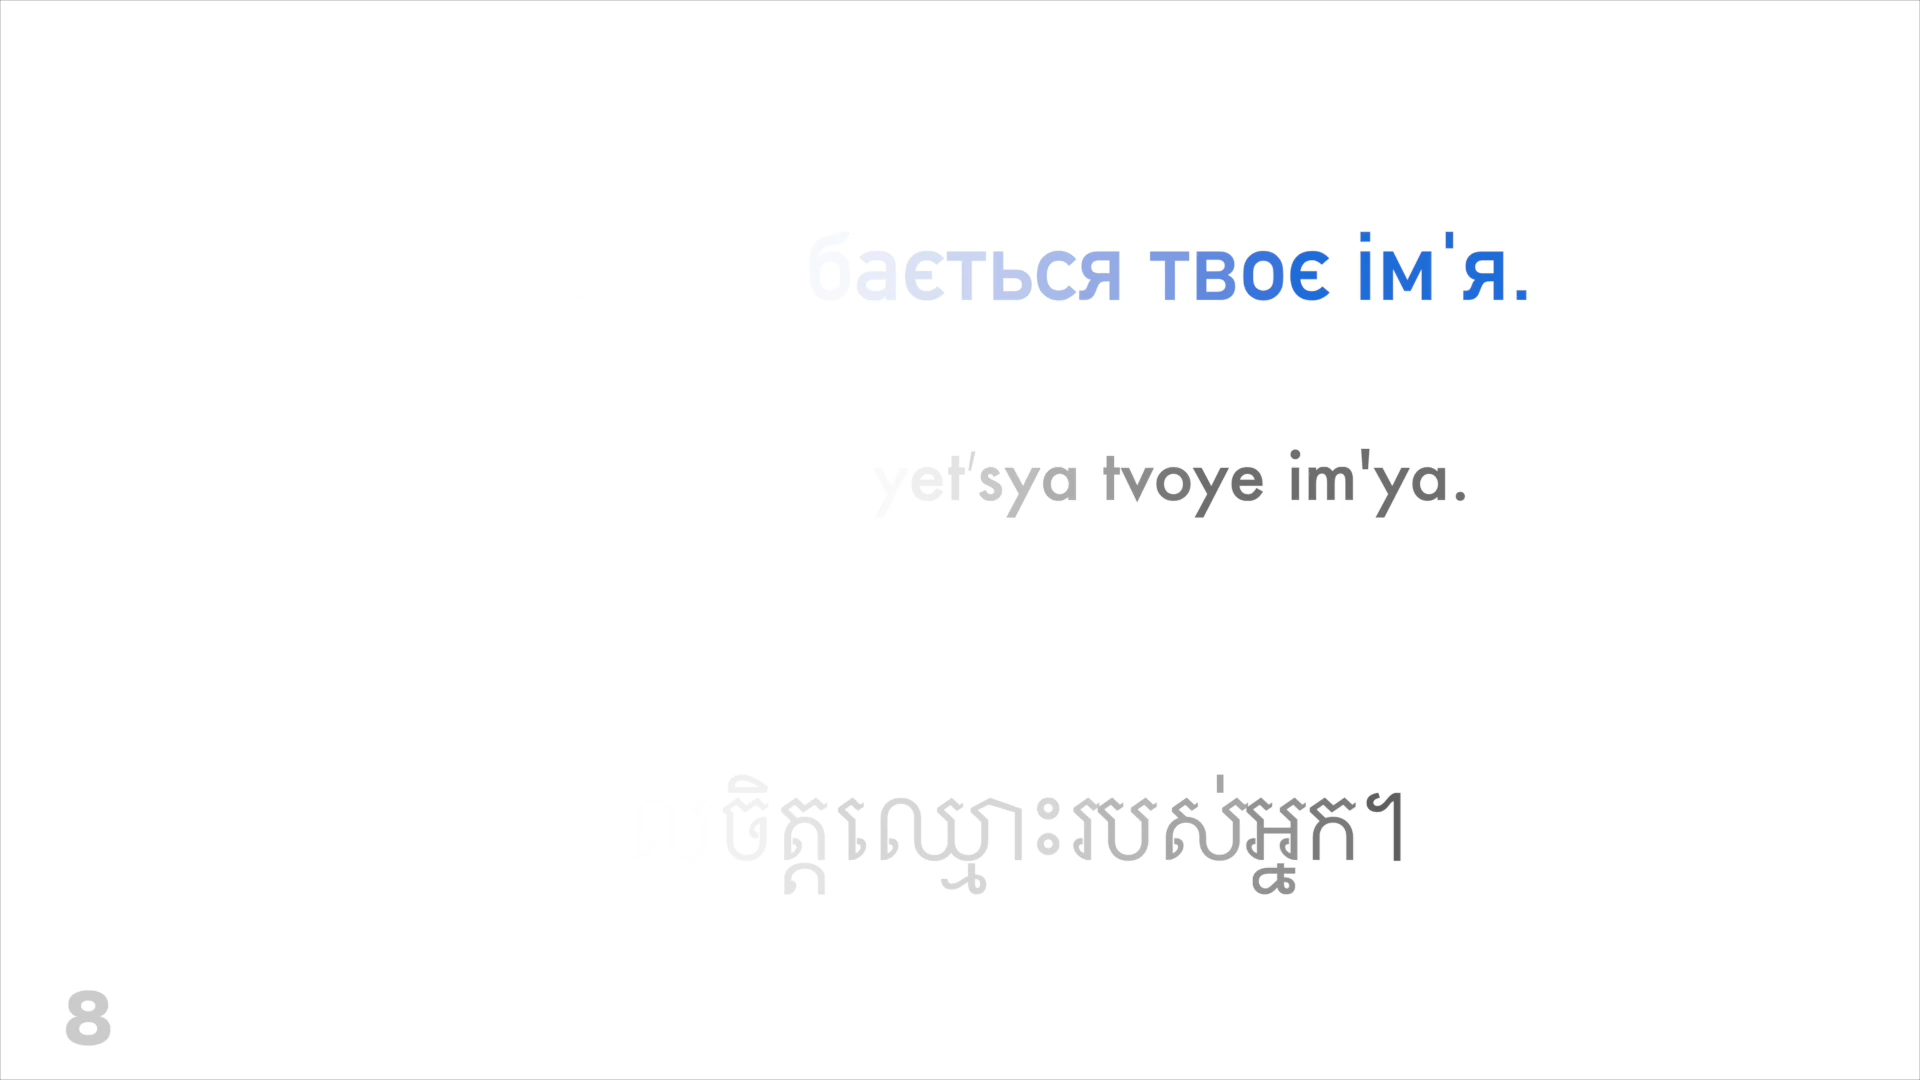 бається твоє ім'я.
yet'sya tvoye im'ya.
ចិត្តឈ្មោះរបស់អ្នក។
8